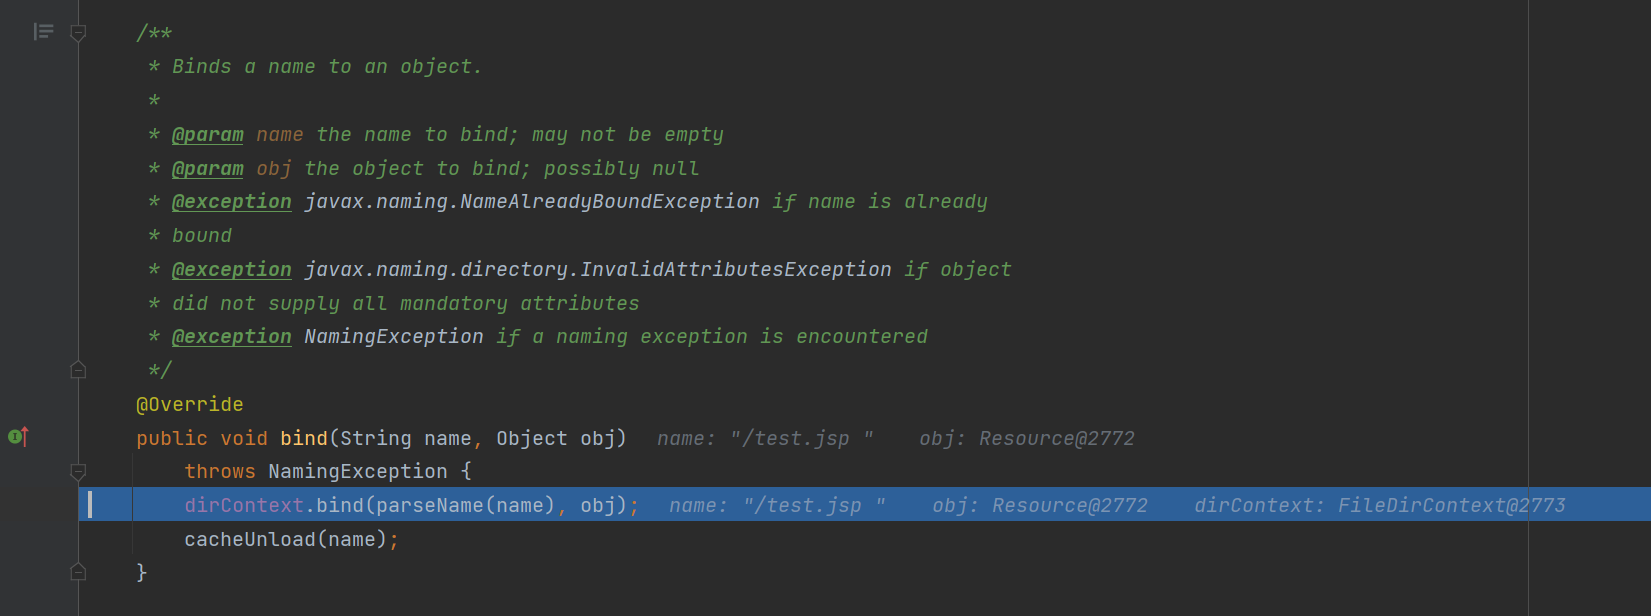 /**
 * Binds a name to an object.
 *
 * @param name the name to bind; may not be empty
 * @param obj the object to bind; possibly null
 * @exception javax.naming.NameAlreadyBoundException if name is already
 * bound
 * @exception javax.naming.directory.InvalidAttributesException if object
 * did not supply all mandatory attributes
 * @exception NamingException if a naming exception is encountered
 */
@Override
public void bind(String name, Object obj)  name: "/test.jsp "    obj: Resource@2772
    throws NamingException {
    dirContext.bind(parseName(name), obj);  name: "/test.jsp "    obj: Resource@2772    dirContext: FileDirContext@2773
    cacheUnload(name);
}